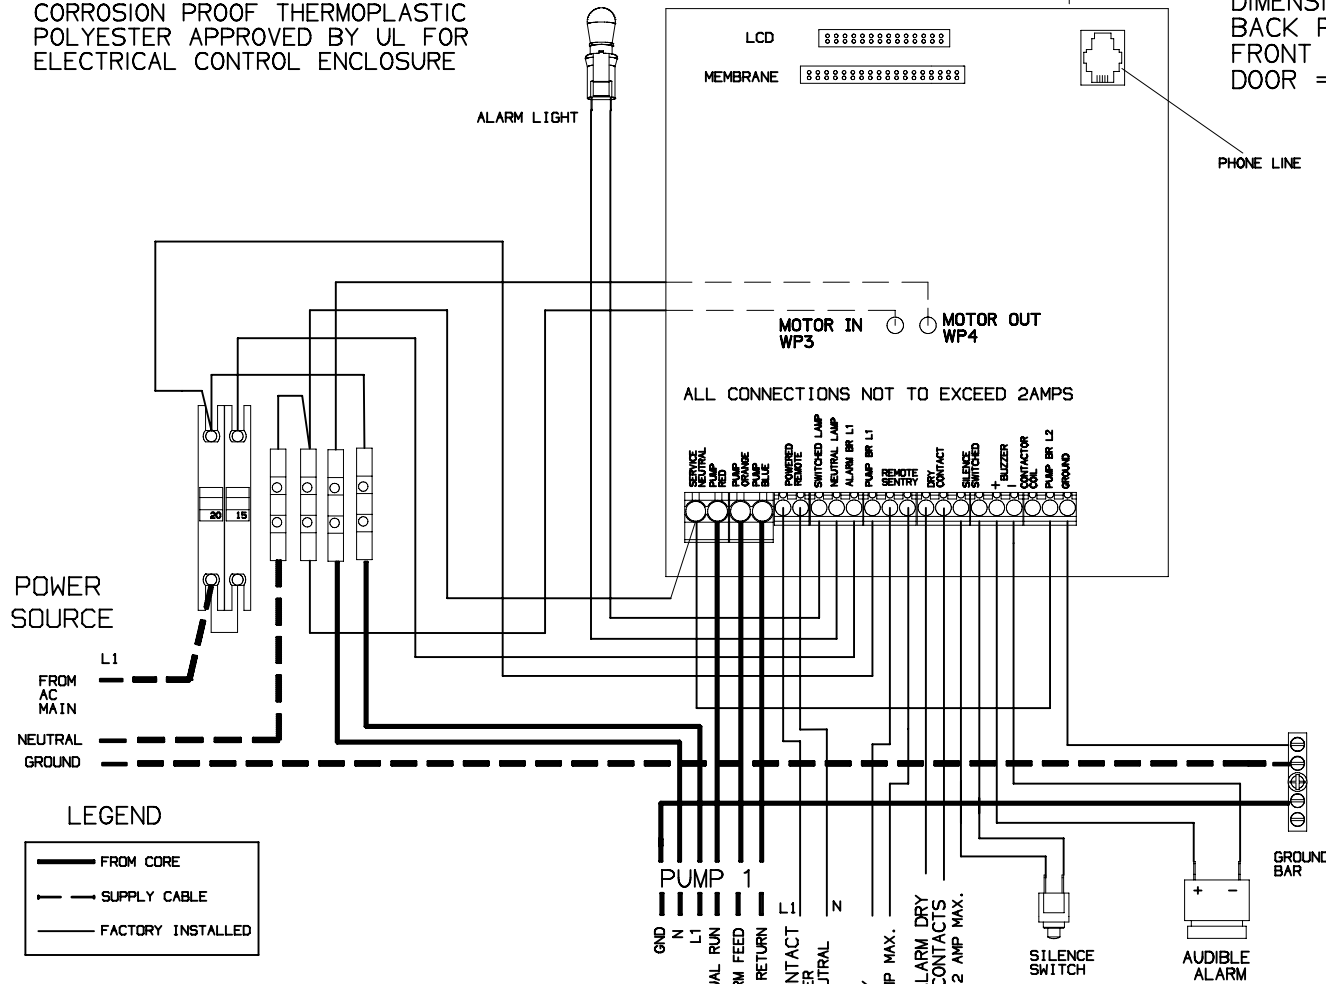 CORROSION PROOF THERMOPLASTIC
POLYESTER APPROVED BY UL FOR
ELECTRICAL CONTROL ENCLOSURE
BACK
FRONT
DOOR =
LCD
MEMBRANE
ALARM LIGHT
PHONE LINE
MOTOR IN
WP3
MOTOR OUT
WP4
ALL CONNECTIONS NOT TO EXCEED 2AMPS
SERVICE
NEUTRAL
PUMP
RED
PUMP
ORANGE
PUMP
BLUE
POWERED
REMOTE
SWITCHED LAMP
NEUTRAL LAMP
ALARM BR L1
PUMP BR L1
REMOTE
SENTRY
DRY
CONTACT
SILENCE
SWITCHED
+ BUZZER -
CONTACTOR
COIL
PUMP BR L2
GROUND
20 15
POWER
SOURCE
L1
FROM
AC
MAIN
NEUTRAL
GROUND
LEGEND
FROM CORE
SUPPLY CABLE
FACTORY INSTALLED
PUMP 1
GND
N
L1
RUN
FEED
RETURN
L1
N
MAX.
DRY
CONTACTS
2 AMP MAX.
SILENCE
SWITCH
+ -
AUDIBLE
ALARM
GROUND
BAR